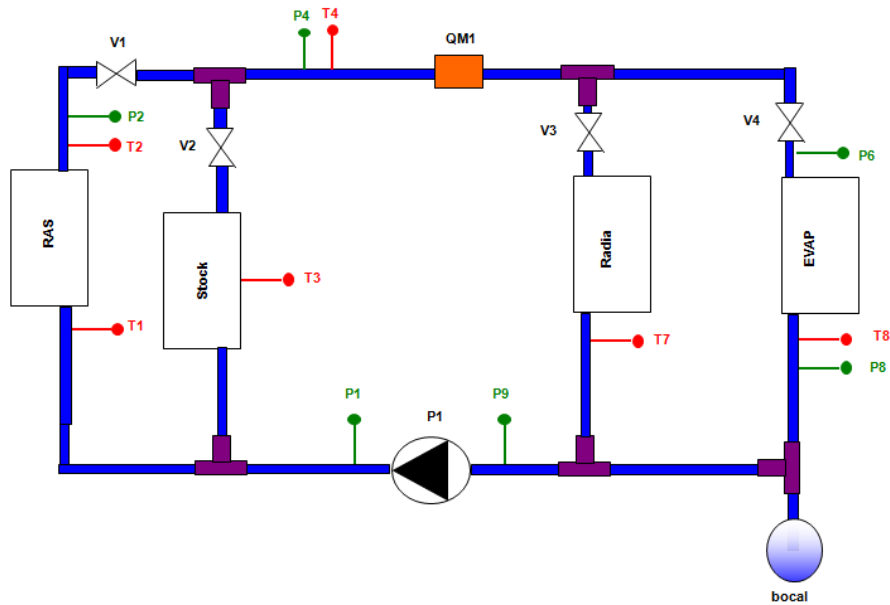 P4
T4
V1
QM1
P2
T2
V2
V3
V4
P6
RAS
Stock
T3
Radia
EVAP
T1
T7
T8
P8
P1
P1
P9
bocal